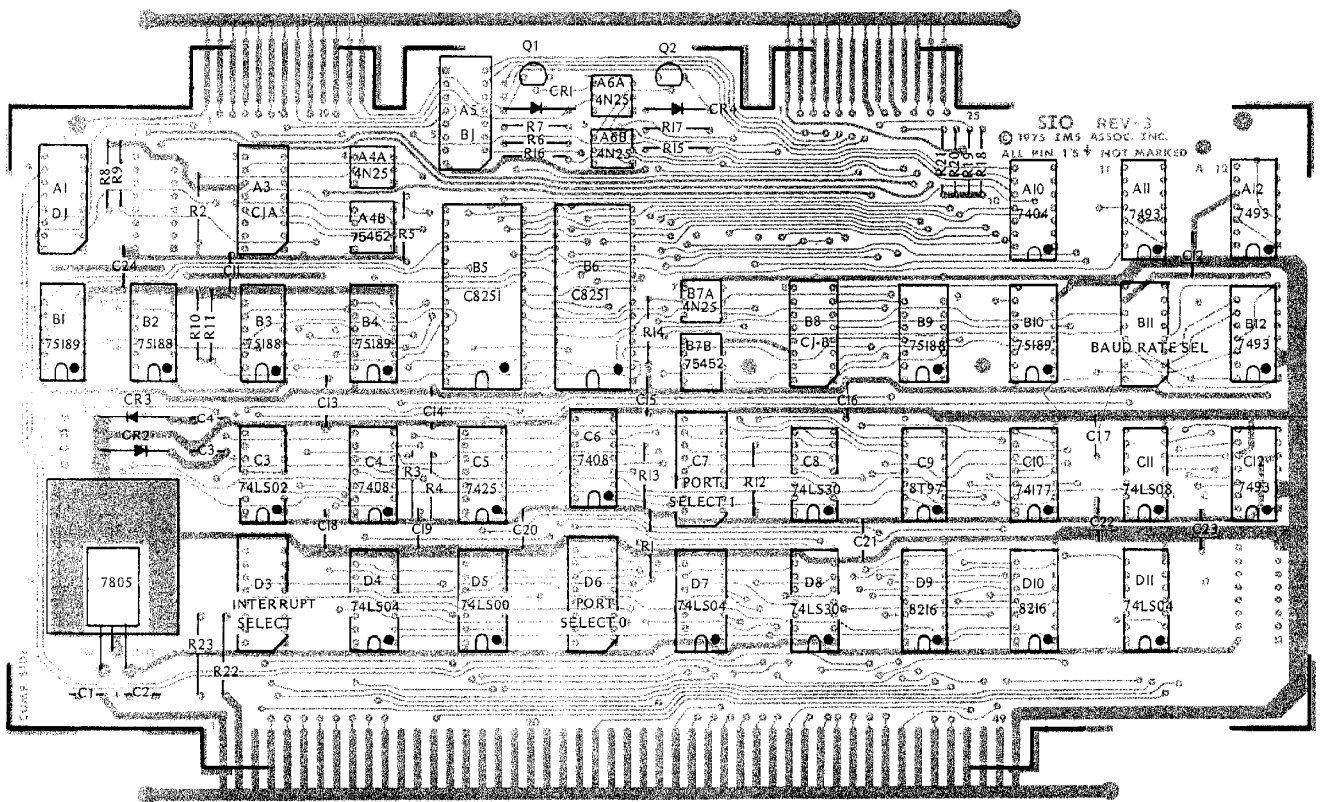 Q1
Q2
A5
BJ
CR1
A6A
4N25
CR4
R7
R6
R16
A6B
4N25
R17
R15
25
SIO REV-3
© 1975 IMS ASSOC. INC.
ALL PIN 1'S NOT MARKED
A1
DJ
R8
R9
R2
A3
CJA
A4A
4N25
A4B
75452
R5
R21
R20
R19
R18
10
A10
7404
11
A11
7493
A 12
A12
7493
C24
C11
B5
C8251
B6
C8251
B1
75189
B2
75188
R10
R11
B3
75188
B4
75189
R14
B7A
4N25
B7B
75452
B8
CJ-B
B9
75188
B10
75189
B11
BAUD RATE SEL
B12
7493
CR3
C4
CR2
C3
C13
C14
C15
C16
C17
C3
74LS02
C4
7408
R3
R4
C5
7425
C6
7408
R13
C7
PORT
SELECT 1
R12
C8
74LS30
C9
8T97
C10
74177
C11
74LS08
C12
7493
C18
C19
C20
R1
C21
C22
C23
7805
D3
INTERRUPT
SELECT
D4
74LS04
D5
74LS00
D6
PORT
SELECT 0
D7
74LS04
D8
74LS30
D9
8216
D10
8216
D11
74LS04
R23
R22
C1
C2
COMP SIDE
49